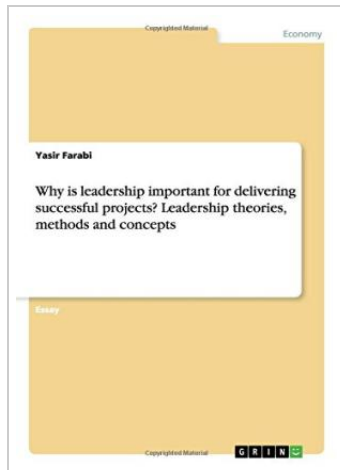 Copyrighted Material
Economy
Yasir Farabi
Why is leadership important for delivering
successful projects? Leadership theories,
methods and concepts
Essay
Copyrighted Material
GRIN